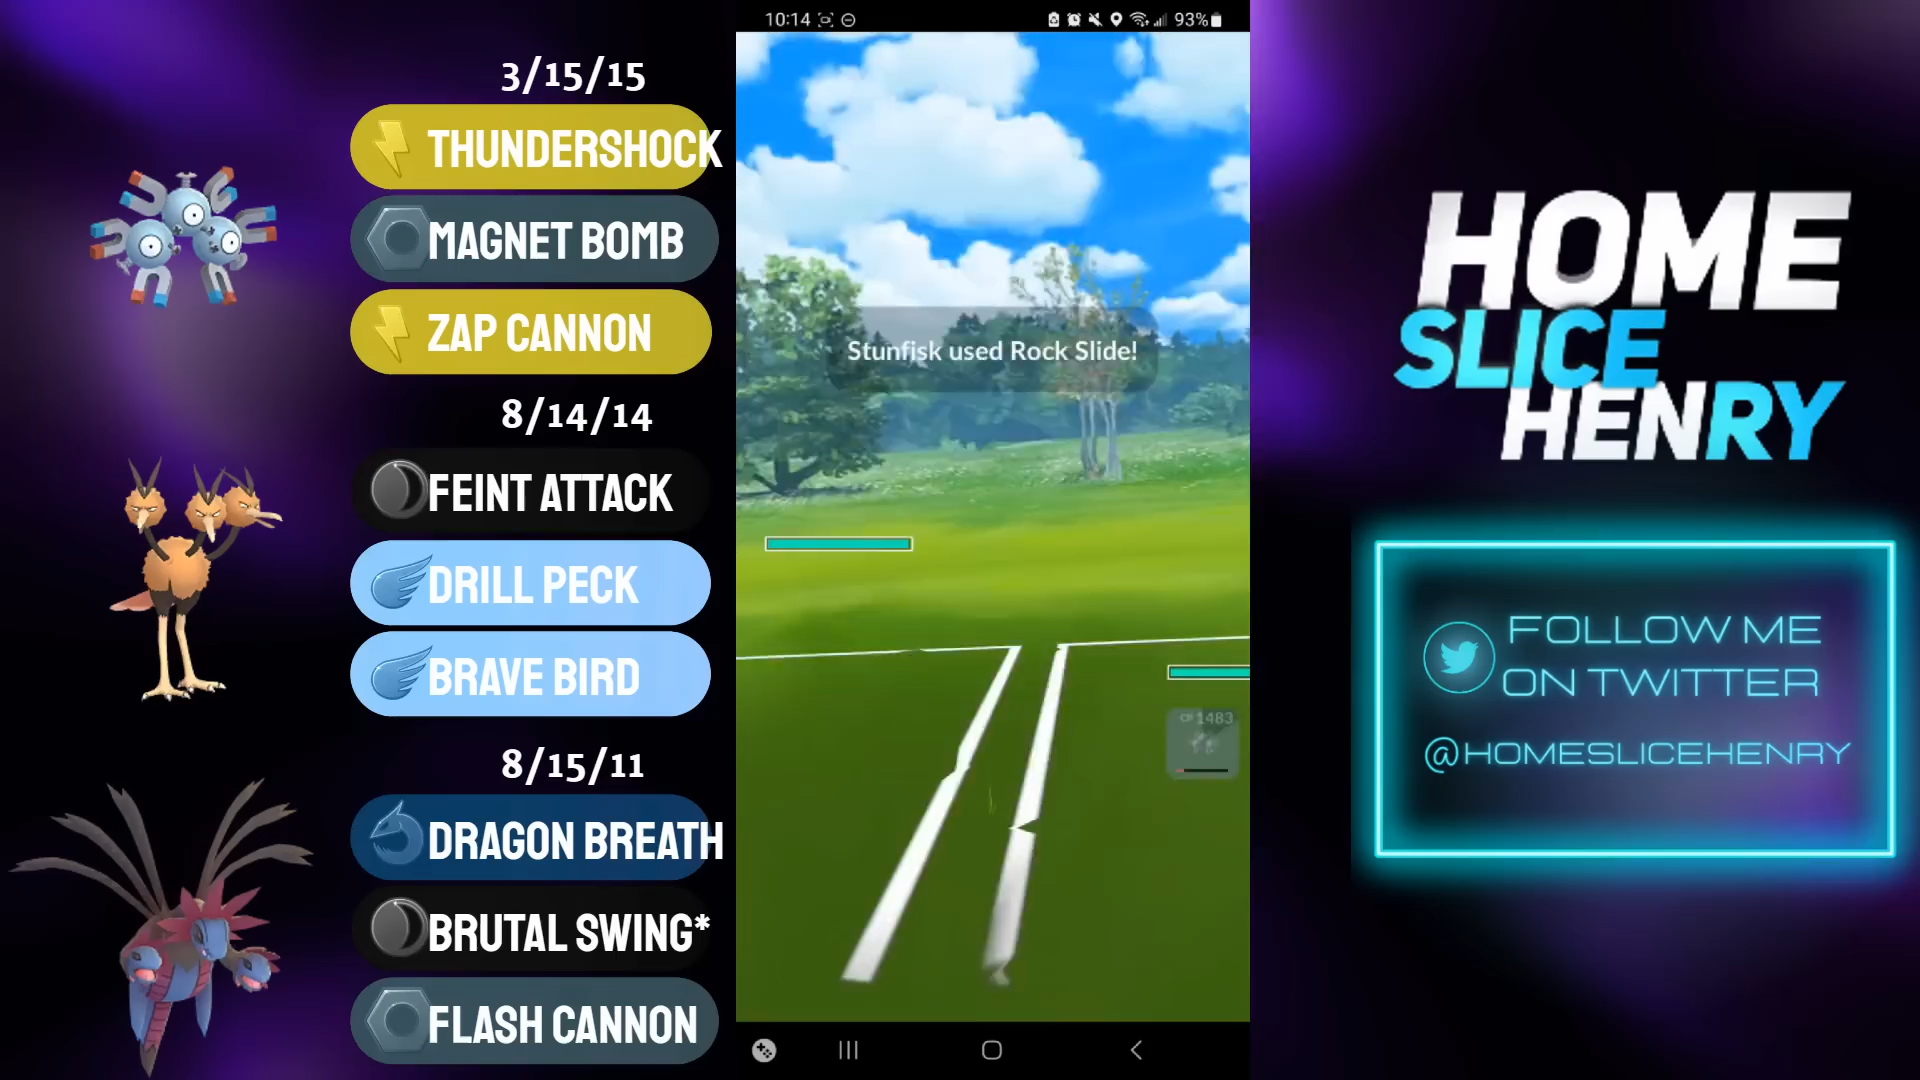 3/15/15
THUNDERSHOCK
MAGNET BOMB
ZAP CANNON
8/14/14
FEINT ATTACK
DRILL PECK
BRAVE BIRD
8/15/11
DRAGON BREATH
BRUTAL SWING*
FLASH CANNON
10:14
93%
Stunfisk used Rock Slide!
CP 1483
HOME
SLICE
HENRY
FOLLOW ME
ON TWITTER
@HOMESLICEHENRY